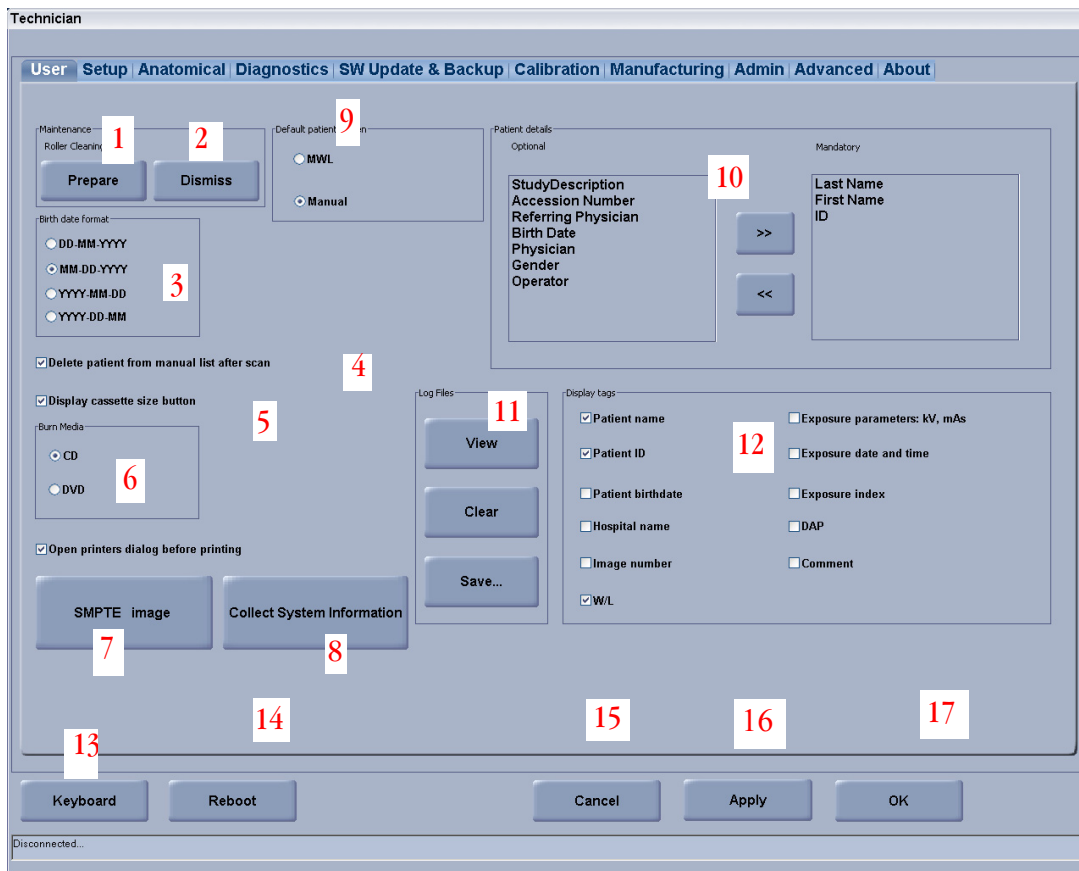 Technician
User Setup Anatomical Diagnostics SW Update & Backup Calibration Manufacturing Admin Advanced About
Maintenance
Roller Cleaning
1
2
Prepare
Dismiss
Default patient
9
MWL
Manual
Patient details
Optional
Mandatory
StudyDescription
Accession Number
Referring Physician
Birth Date
Physician
Gender
Operator
10
>>
<<
Last Name
First Name
ID
Birth date format
DD-MM-YYYY
MM-DD-YYYY
YYYY-MM-DD
YYYY-DD-MM
3
Delete patient from manual list after scan
4
Display cassette size button
5
Burn Media
CD
DVD
6
Open printers dialog before printing
SMPTE image
7
Collect System Information
8
Log Files
11
View
Clear
Save...
Display tags
12
Patient name
Patient ID
Patient birthdate
Hospital name
Image number
W/L
Exposure parameters: kV, mAs
Exposure date and time
Exposure index
DAP
Comment
13
14
15
16
17
Keyboard
Reboot
Cancel
Apply
OK
Disconnected...